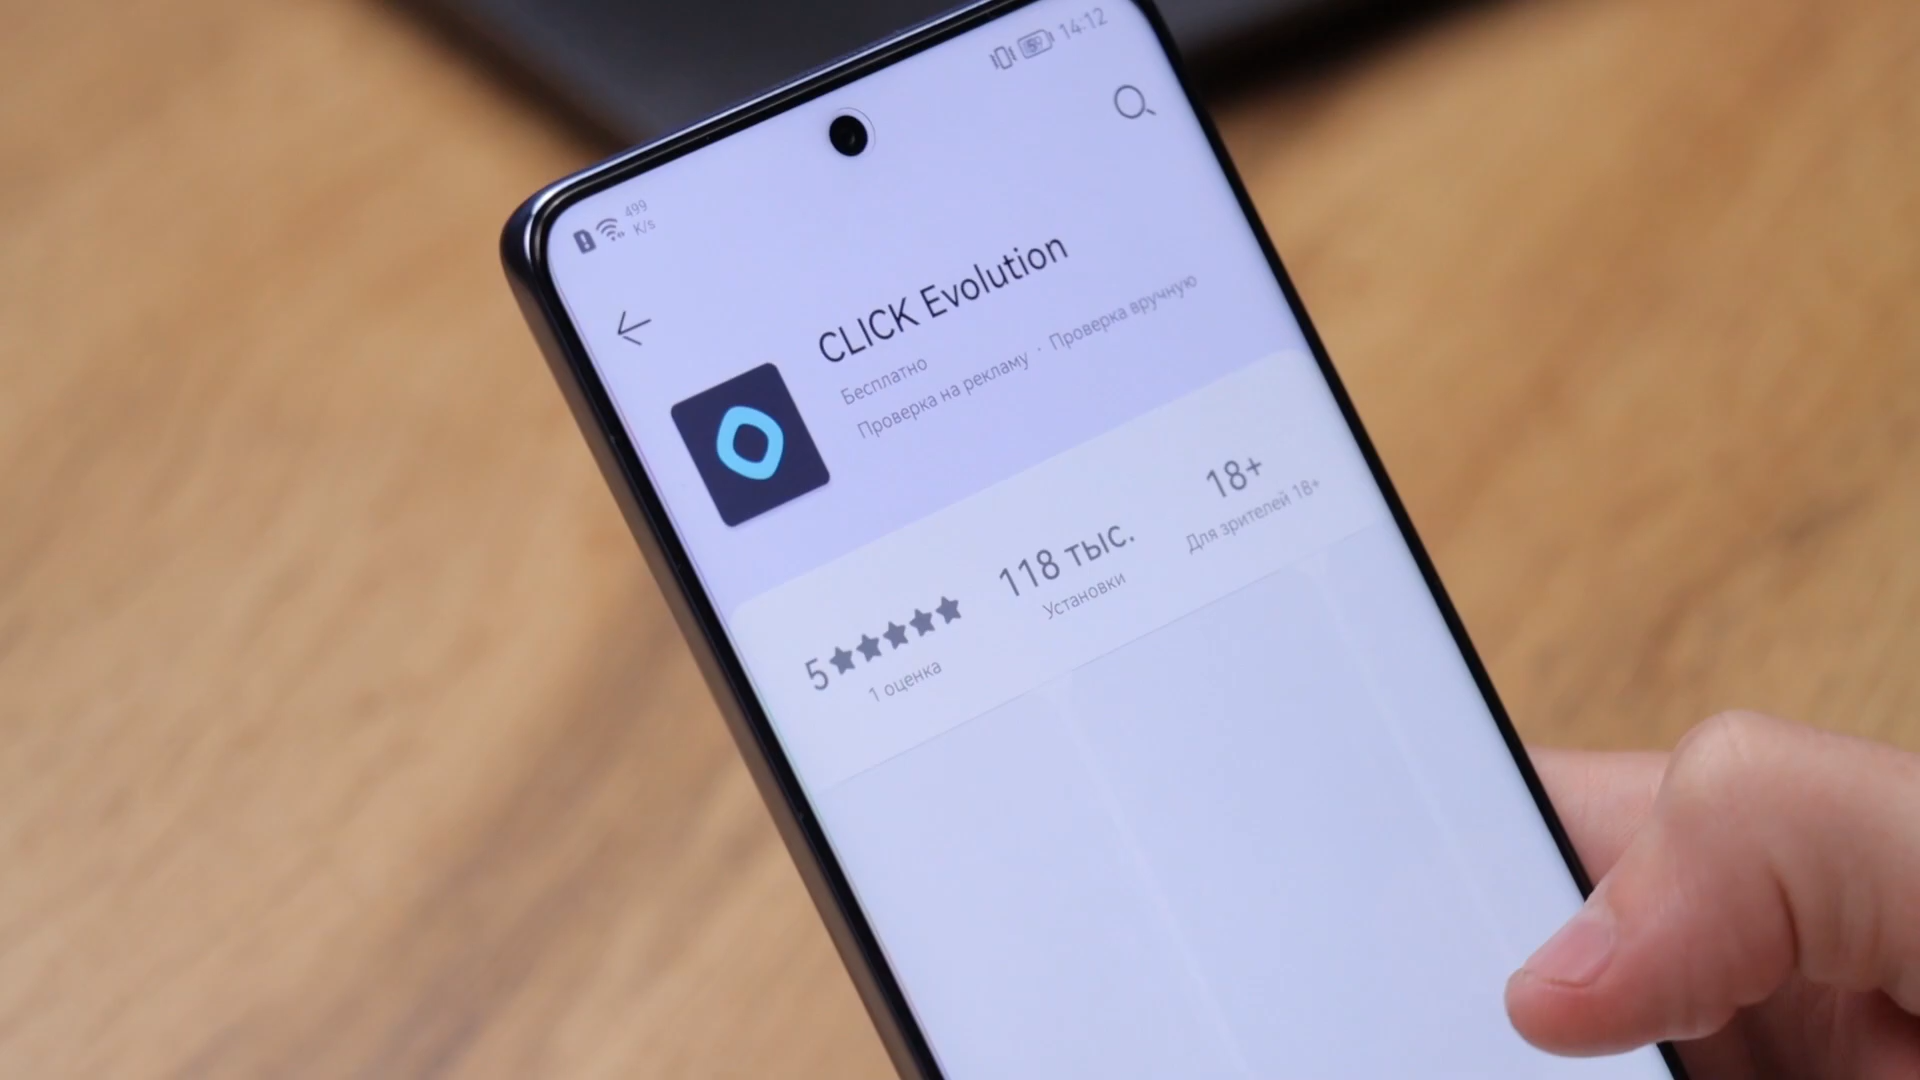 499
K/s
59
14:12
CLICK Evolution
Бесплатно
Проверка на рекламу · Проверка вручную
5
1 оценка
118 тыс.
Установки
18+
Для зрителей 18+